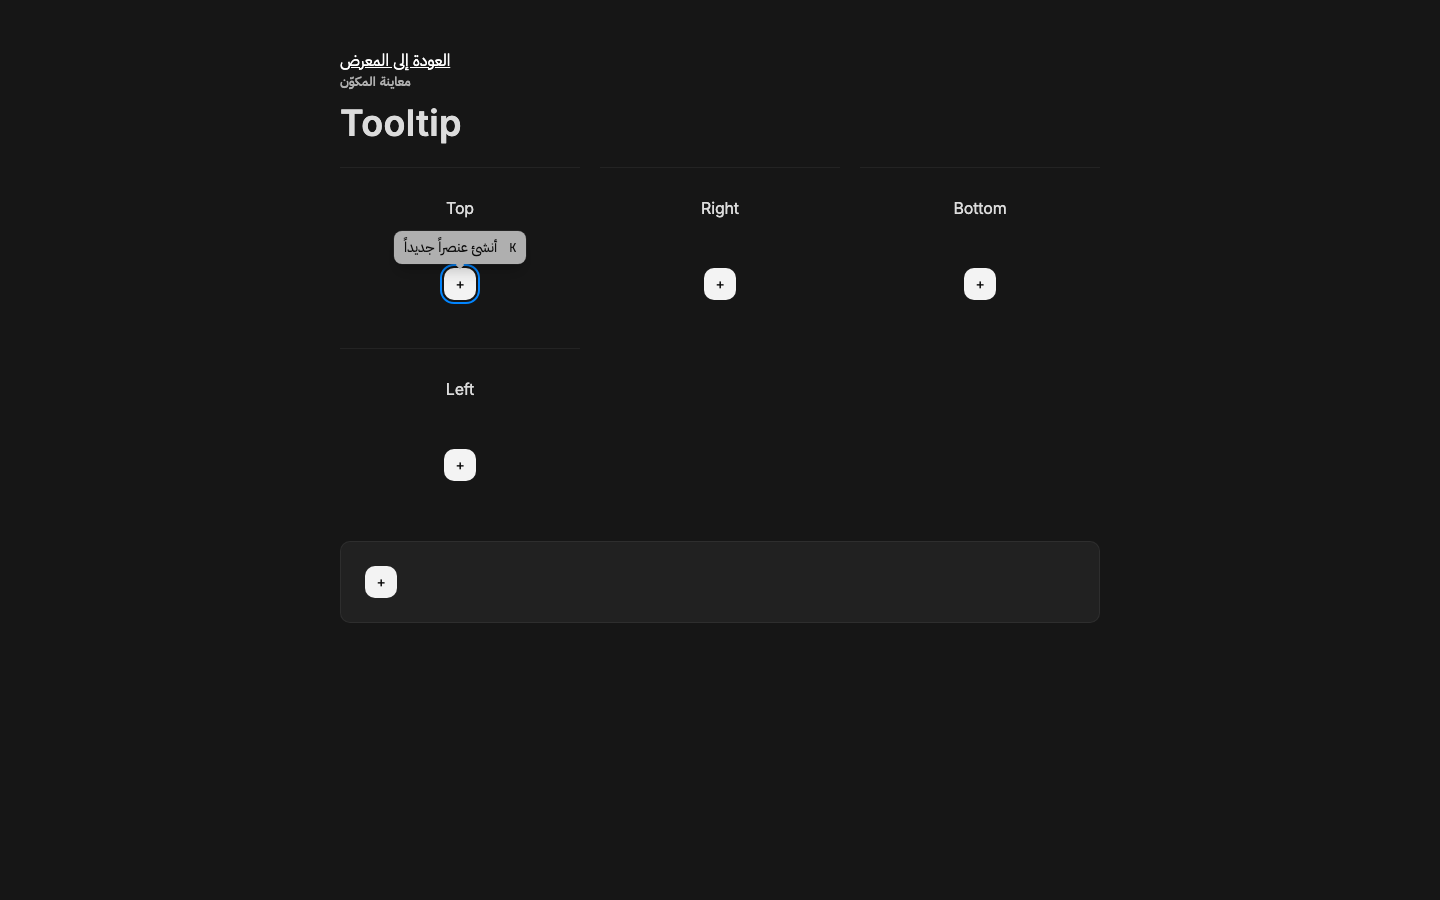 العودة إلى المعرض
معاينة المكوّن
Tooltip
Top
Right
Bottom
أنشئ عنصراً جديداً K
+
+
+
Left
+
+